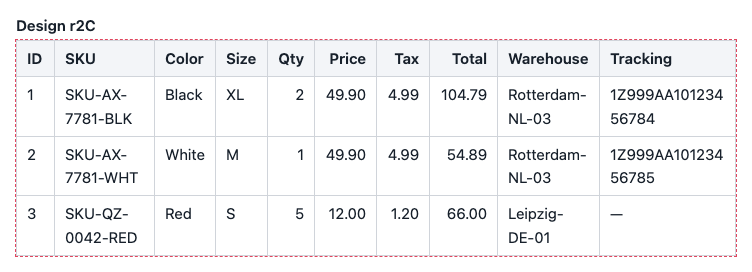 Design r2C
ID SKU Color Size Qty Price Tax Total Warehouse Tracking
1 SKU-AX- Black XL 2 49.90 4.99 104.79 Rotterdam- 1Z999AA101234
7781-BLK NL-03 56784
2 SKU-AX- White M 1 49.90 4.99 54.89 Rotterdam- 1Z999AA101234
7781-WHT NL-03 56785
3 SKU-QZ- Red S 5 12.00 1.20 66.00 Leipzig- —
0042-RED DE-01